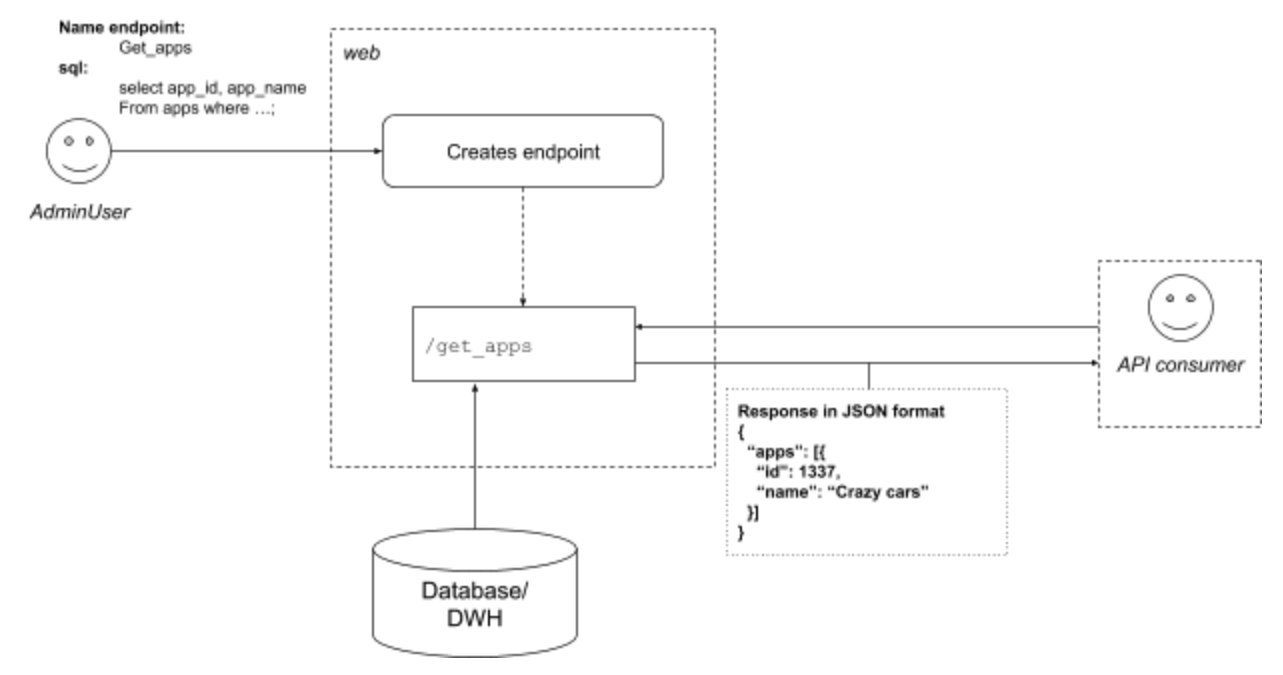 Name endpoint:
Get_apps
sql:
select app_id, app_name
From apps where ...;
AdminUser
web
Creates endpoint
/get_apps
API consumer
Response in JSON format
{
“apps”: [{
“id”: 1337,
“name”: “Crazy cars”
}]
}
Database/
DWH